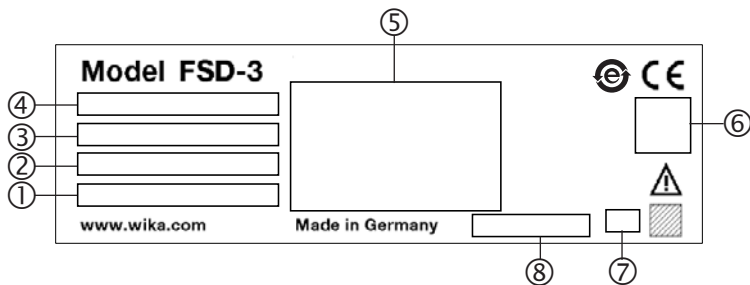 ⑤
Model FSD-3
e CE
④
③
⑥
②
①
www.wika.com
Made in Germany
⑧
⑦